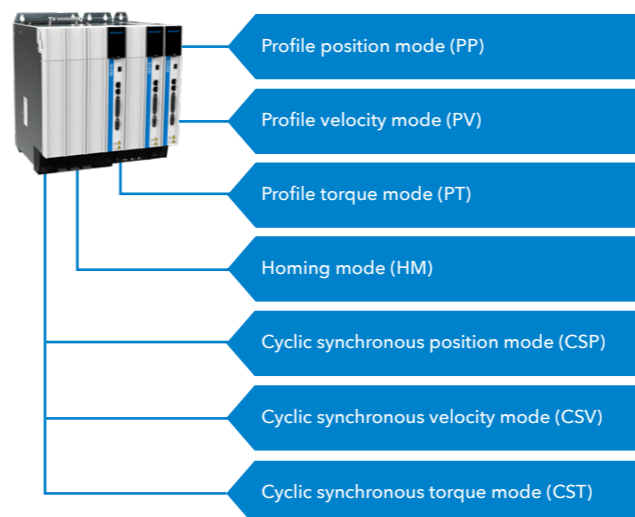 Profile position mode (PP)
Profile velocity mode (PV)
Profile torque mode (PT)
Homing mode (HM)
Cyclic synchronous position mode (CSP)
Cyclic synchronous velocity mode (CSV)
Cyclic synchronous torque mode (CST)